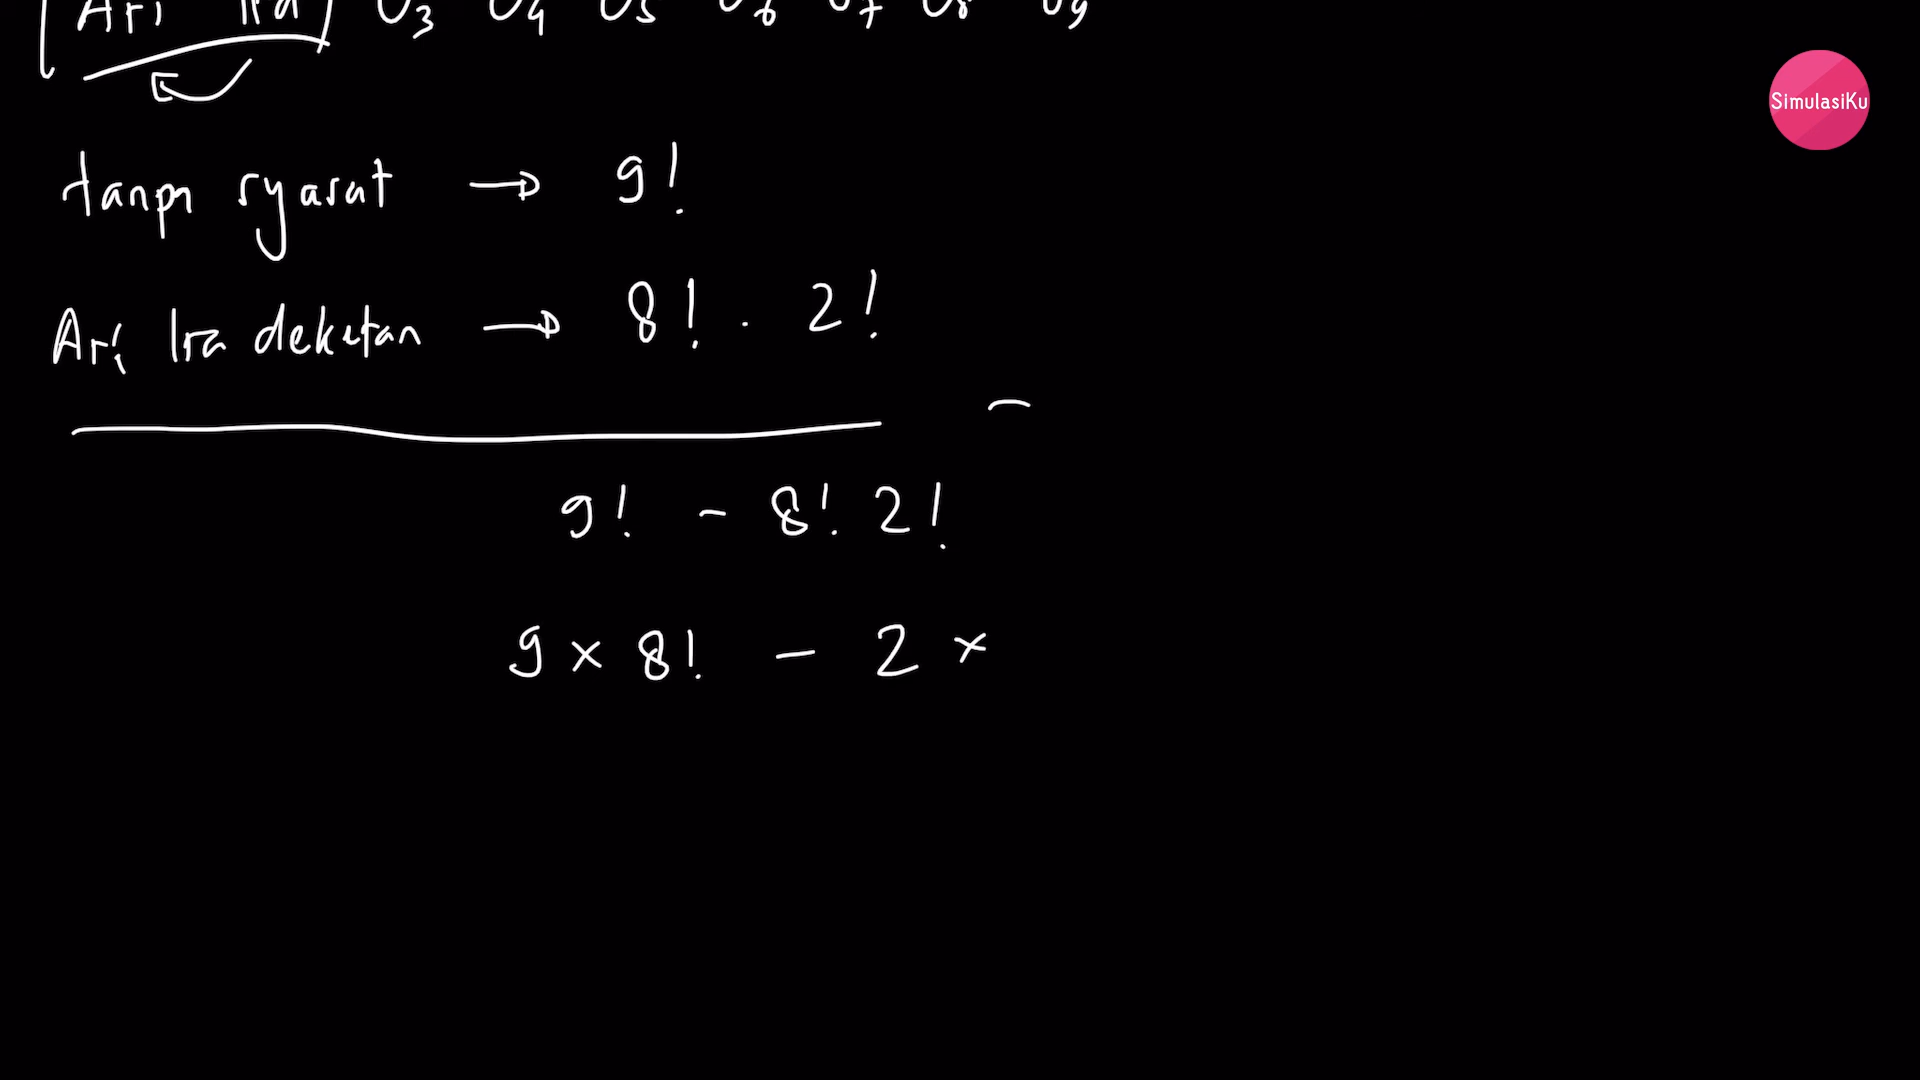 Ari Ira O3 O4 O5 O6 O7 O8 O9
SimulasiKu
tanpa syarat → 9!
Ari, Ira deketan → 8! . 2!
-
9! - 8! 2!
9 × 8! - 2 ×